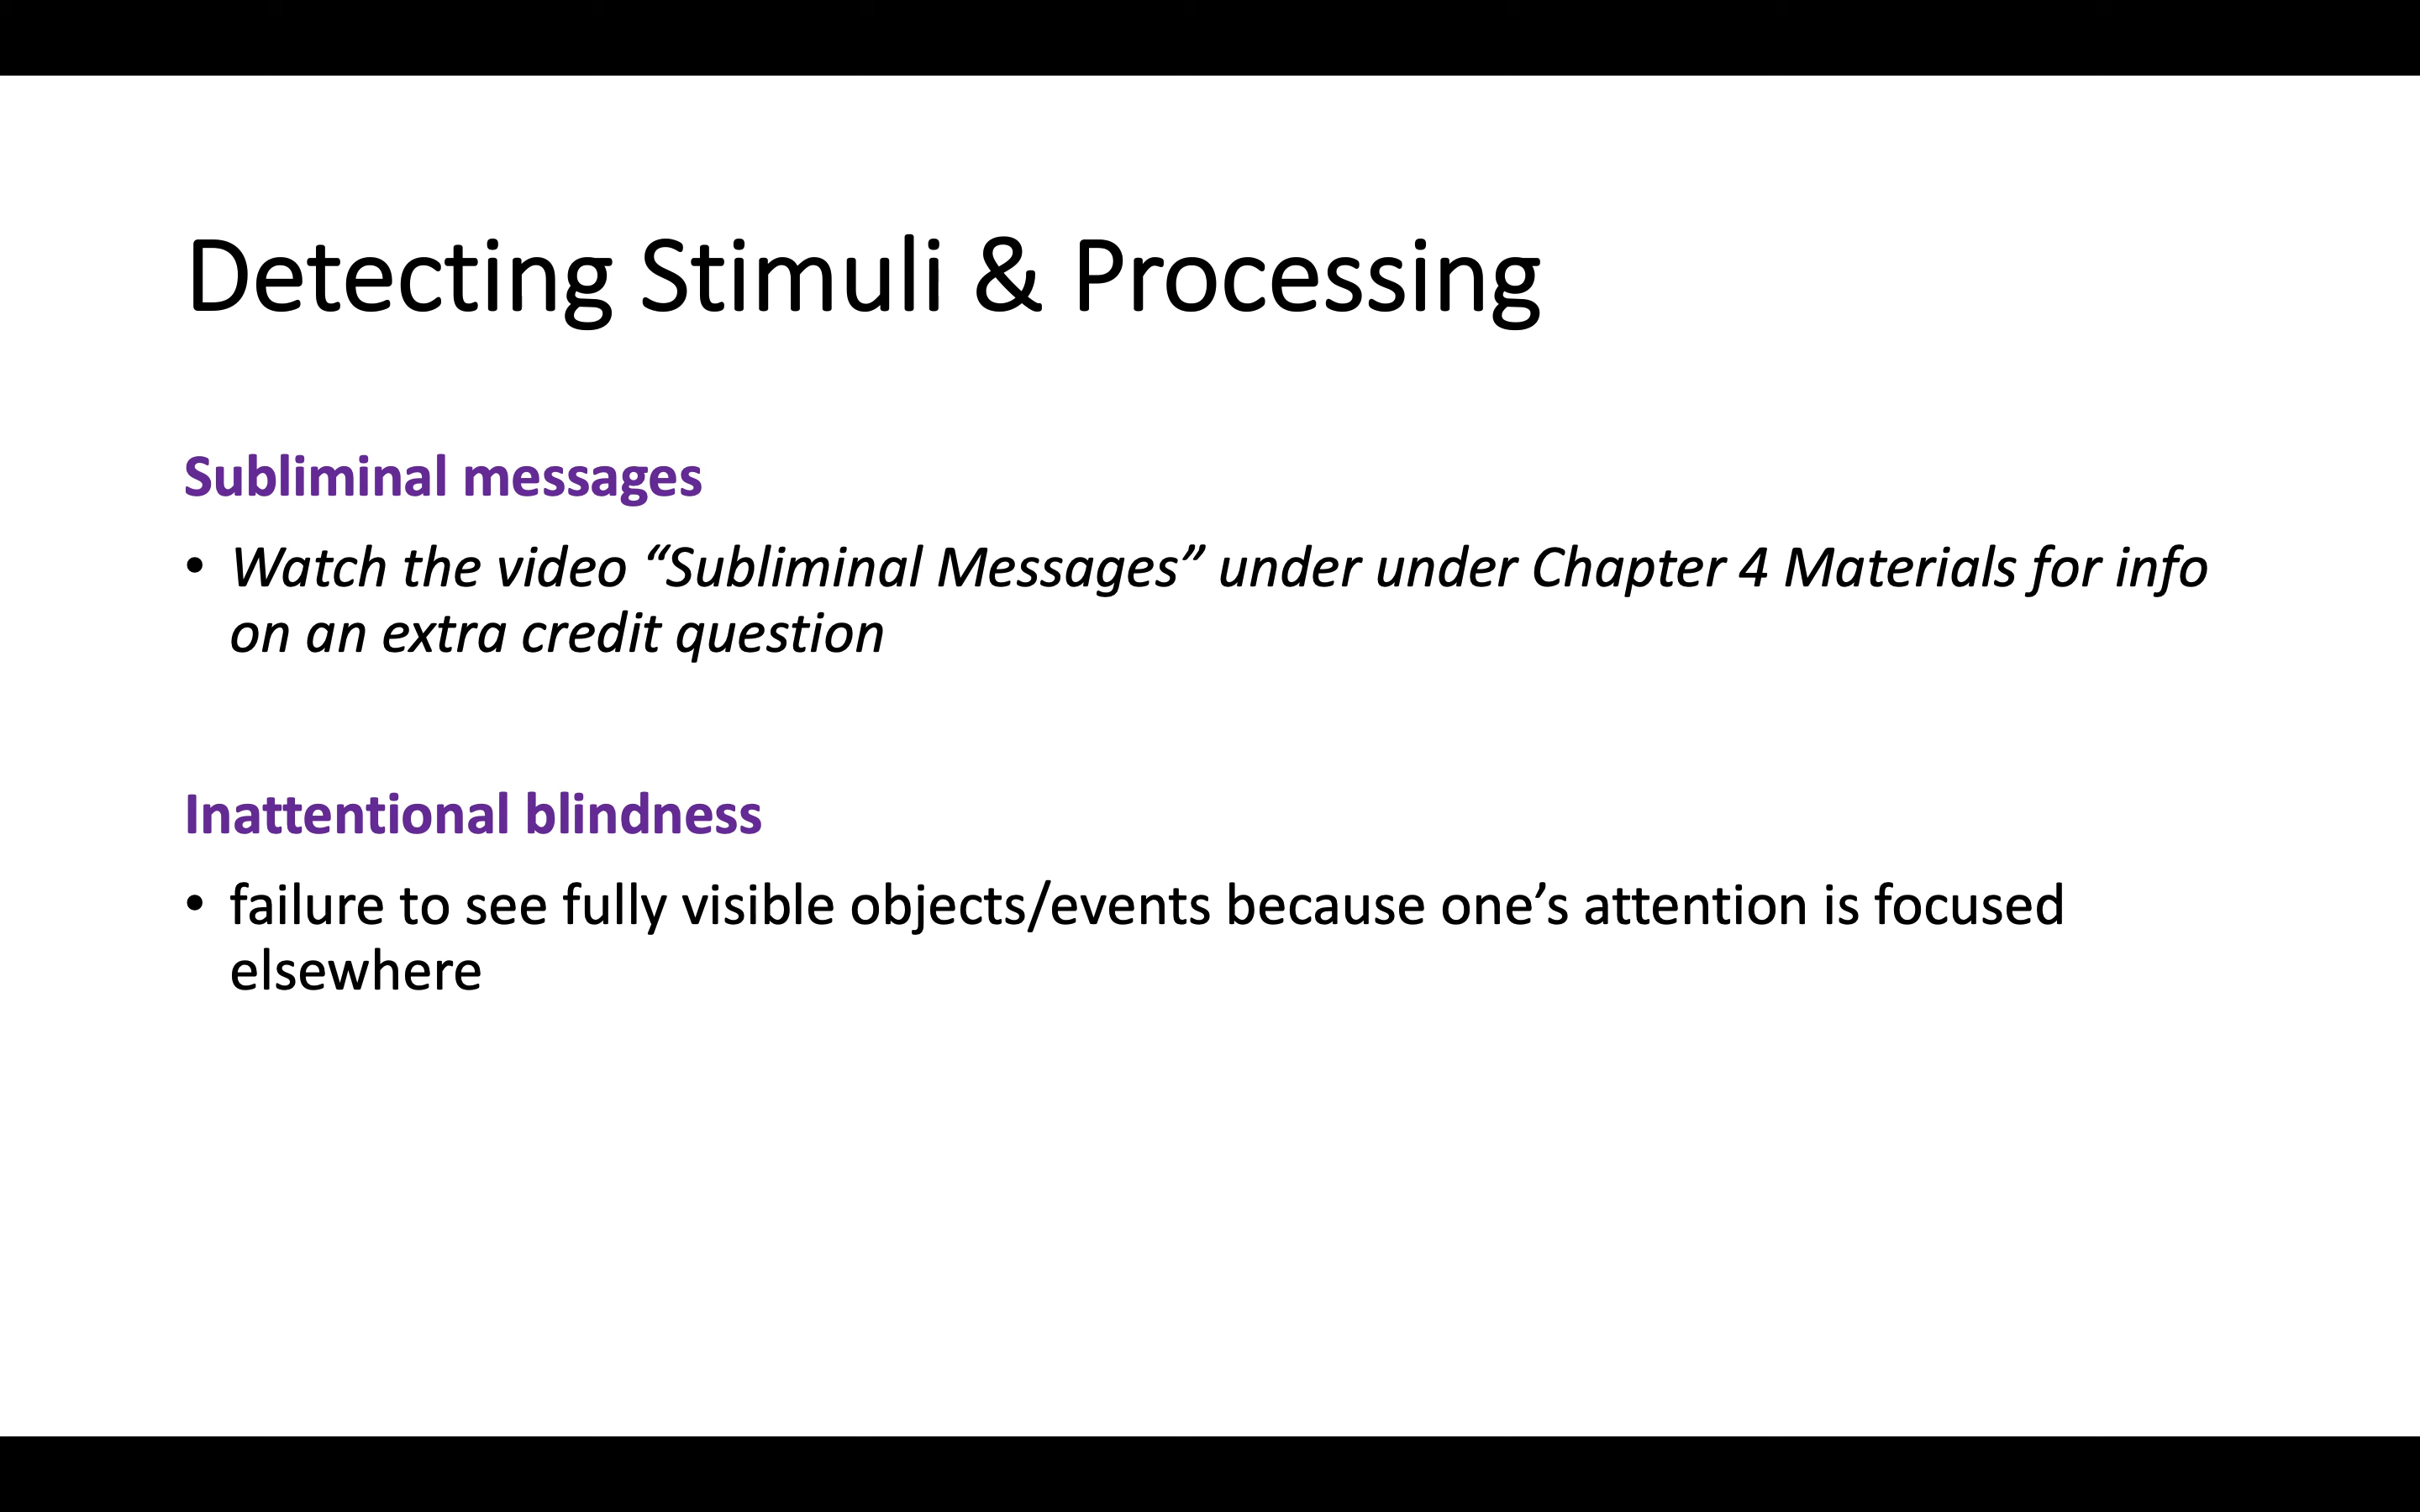 Detecting Stimuli & Processing
Subliminal messages
• Watch the video “Subliminal Messages” under under Chapter 4 Materials for info
on an extra credit question
Inattentional blindness
• failure to see fully visible objects/events because one’s attention is focused
elsewhere